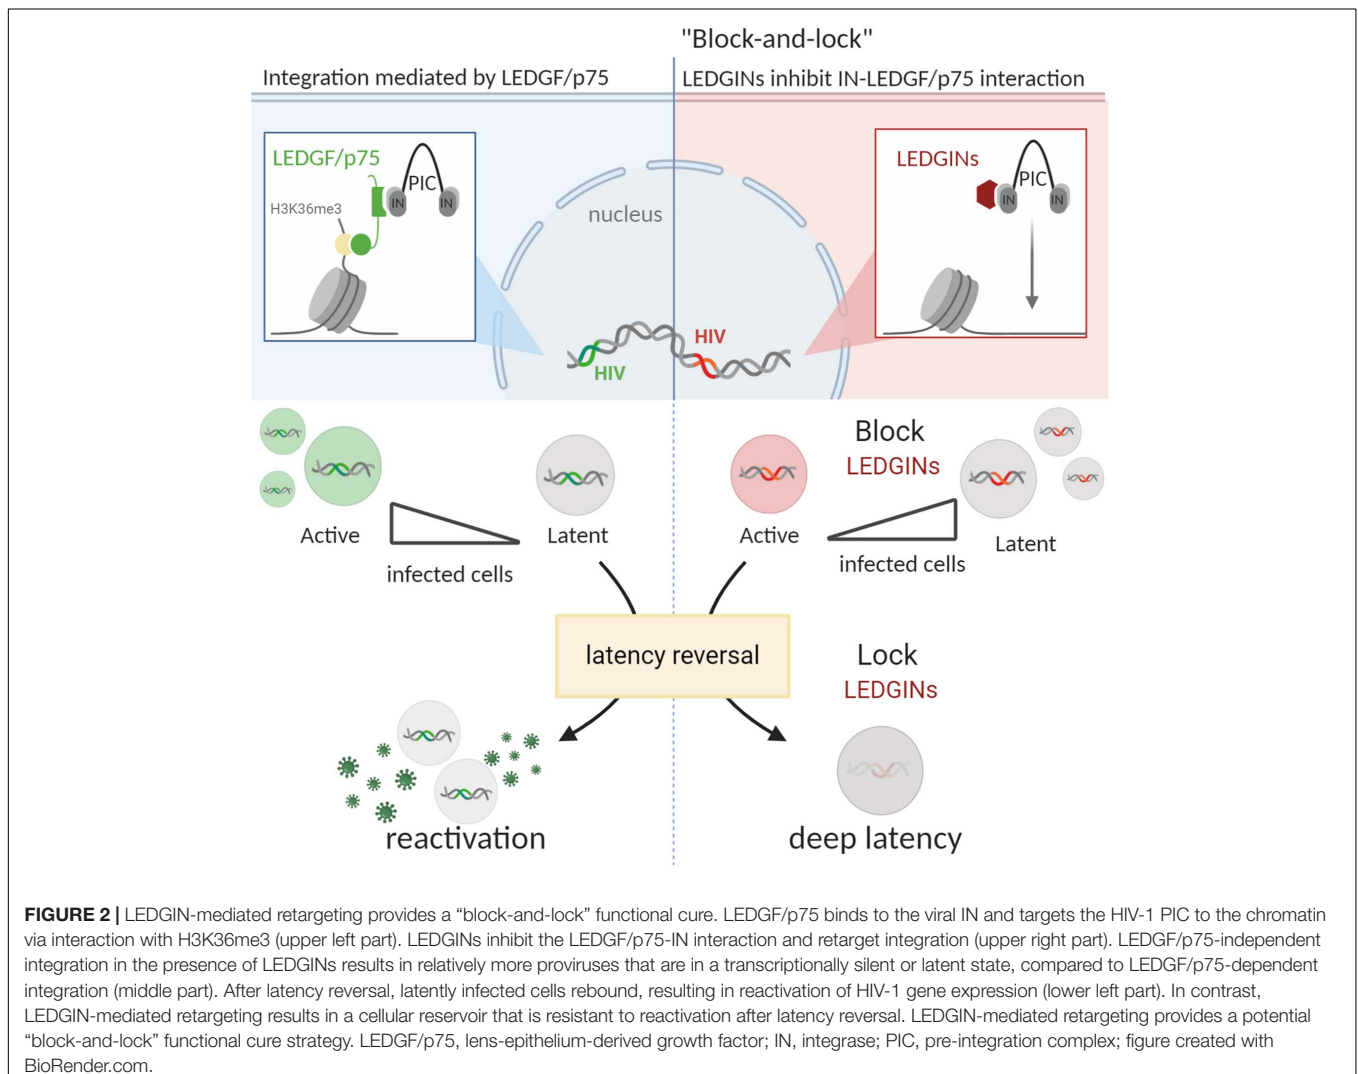 "Block-and-lock"
Integration mediated by LEDGF/p75
LEDGINs inhibit IN-LEDGF/p75 interaction
LEDGF/p75
PIC
IN
IN
H3K36me3
nucleus
LEDGINs
PIC
IN
IN
HIV
HIV
Active
Latent
infected cells
Block
LEDGINs
Active
Latent
infected cells
latency reversal
Lock
LEDGINs
reactivation
deep latency
FIGURE 2 | LEDGIN-mediated retargeting provides a “block-and-lock” functional cure. LEDGF/p75 binds to the viral IN and targets the HIV-1 PIC to the chromatin
via interaction with H3K36me3 (upper left part). LEDGINs inhibit the LEDGF/p75-IN interaction and retarget integration (upper right part). LEDGF/p75-independent
integration in the presence of LEDGINs results in relatively more proviruses that are in a transcriptionally silent or latent state, compared to LEDGF/p75-dependent
integration (middle part). After latency reversal, latently infected cells rebound, resulting in reactivation of HIV-1 gene expression (lower left part). In contrast,
LEDGIN-mediated retargeting results in a cellular reservoir that is resistant to reactivation after latency reversal. LEDGIN-mediated retargeting provides a potential
“block-and-lock” functional cure strategy. LEDGF/p75, lens-epithelium-derived growth factor; IN, integrase; PIC, pre-integration complex; figure created with
BioRender.com.